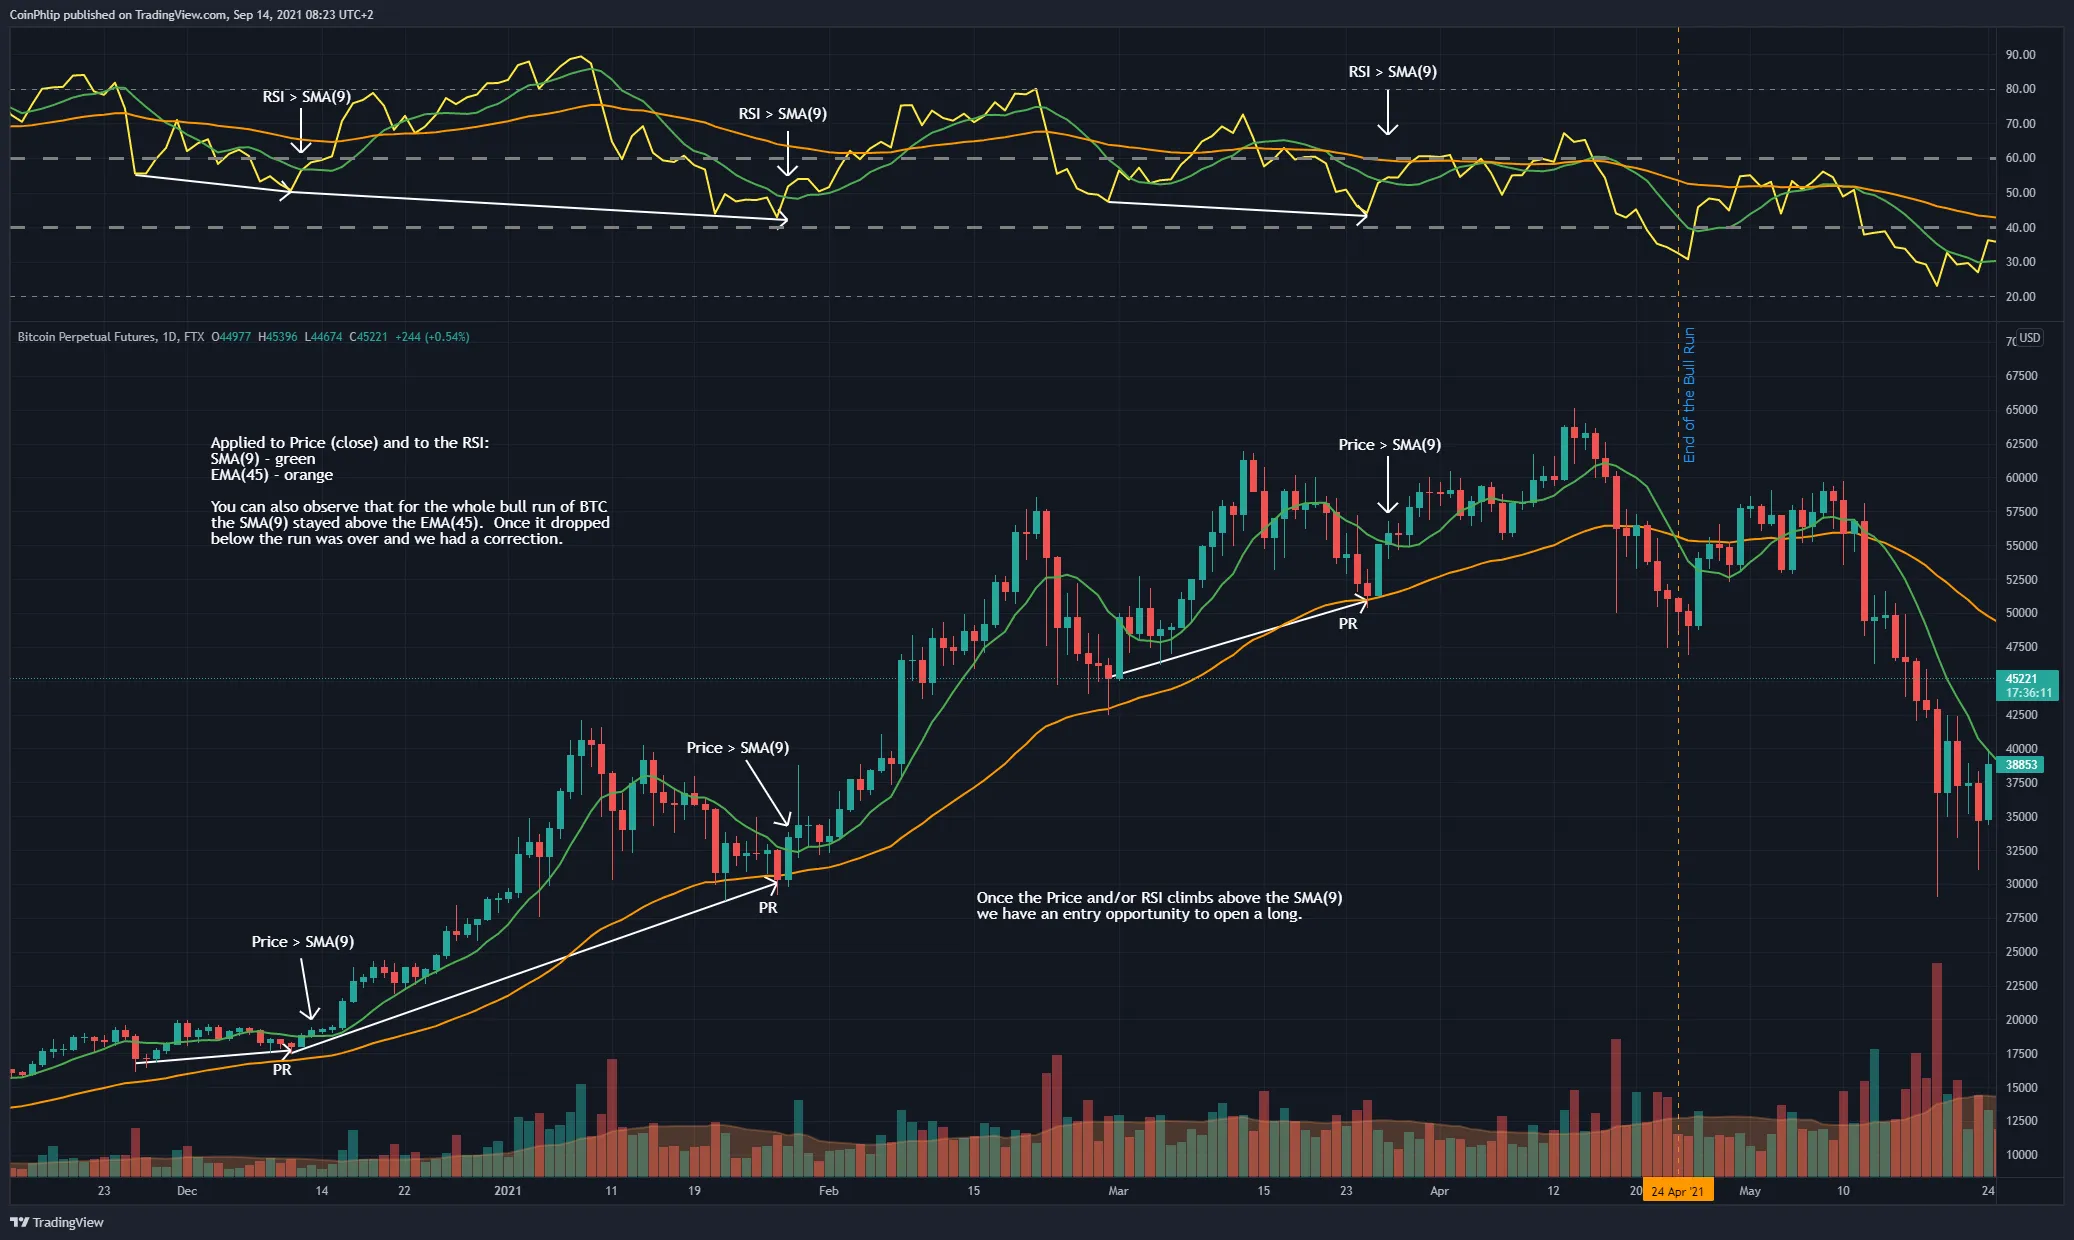 CoinPhlip published on TradingView.com, Sep 14, 2021 08:23 UTC+2
90.00
RSI > SMA(9)
80.00
RSI > SMA(9)
RSI > SMA(9)
70.00
60.00
50.00
40.00
30.00
20.00
Bitcoin Perpetual Futures, 1D, FTX O44977 H45396 L44674 C45221 +244 (+0.54%)
USD
End of the Bull Run
67500
65000
Applied to Price (close) and to the RSI:
SMA(9) - green
EMA(45) - orange
Price > SMA(9)
62500
60000
You can also observe that for the whole bull run of BTC
the SMA(9) stayed above the EMA(45). Once it dropped
below the run was over and we had a correction.
57500
55000
52500
50000
PR
47500
45221
17:36:11
42500
Price > SMA(9)
40000
38853
37500
35000
32500
30000
PR
Once the Price and/or RSI climbs above the SMA(9)
we have an entry opportunity to open a long.
27500
Price > SMA(9)
25000
22500
20000
17500
PR
15000
12500
10000
23 Dec 14 22 2021 11 19 Feb 15 Mar 15 23 Apr 12 20 24 Apr '21 May 10 24
TradingView